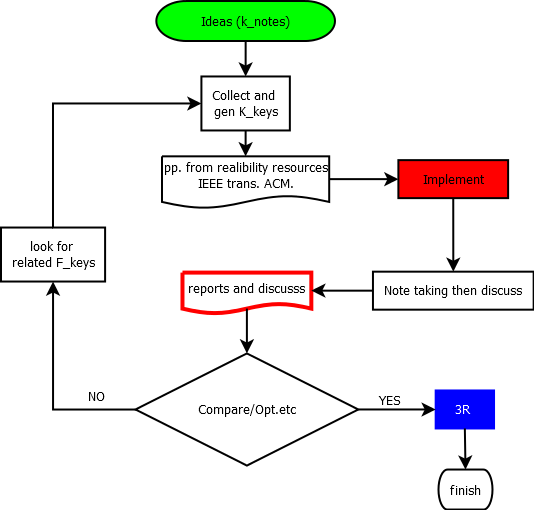 Ideas (k_notes)
Collect and
gen K_keys
pp. from realibility resources
IEEE trans. ACM.
Implement
look for
related F_keys
reports and discusss
Note taking then discuss
NO
Compare/Opt.etc
YES
3R
finish